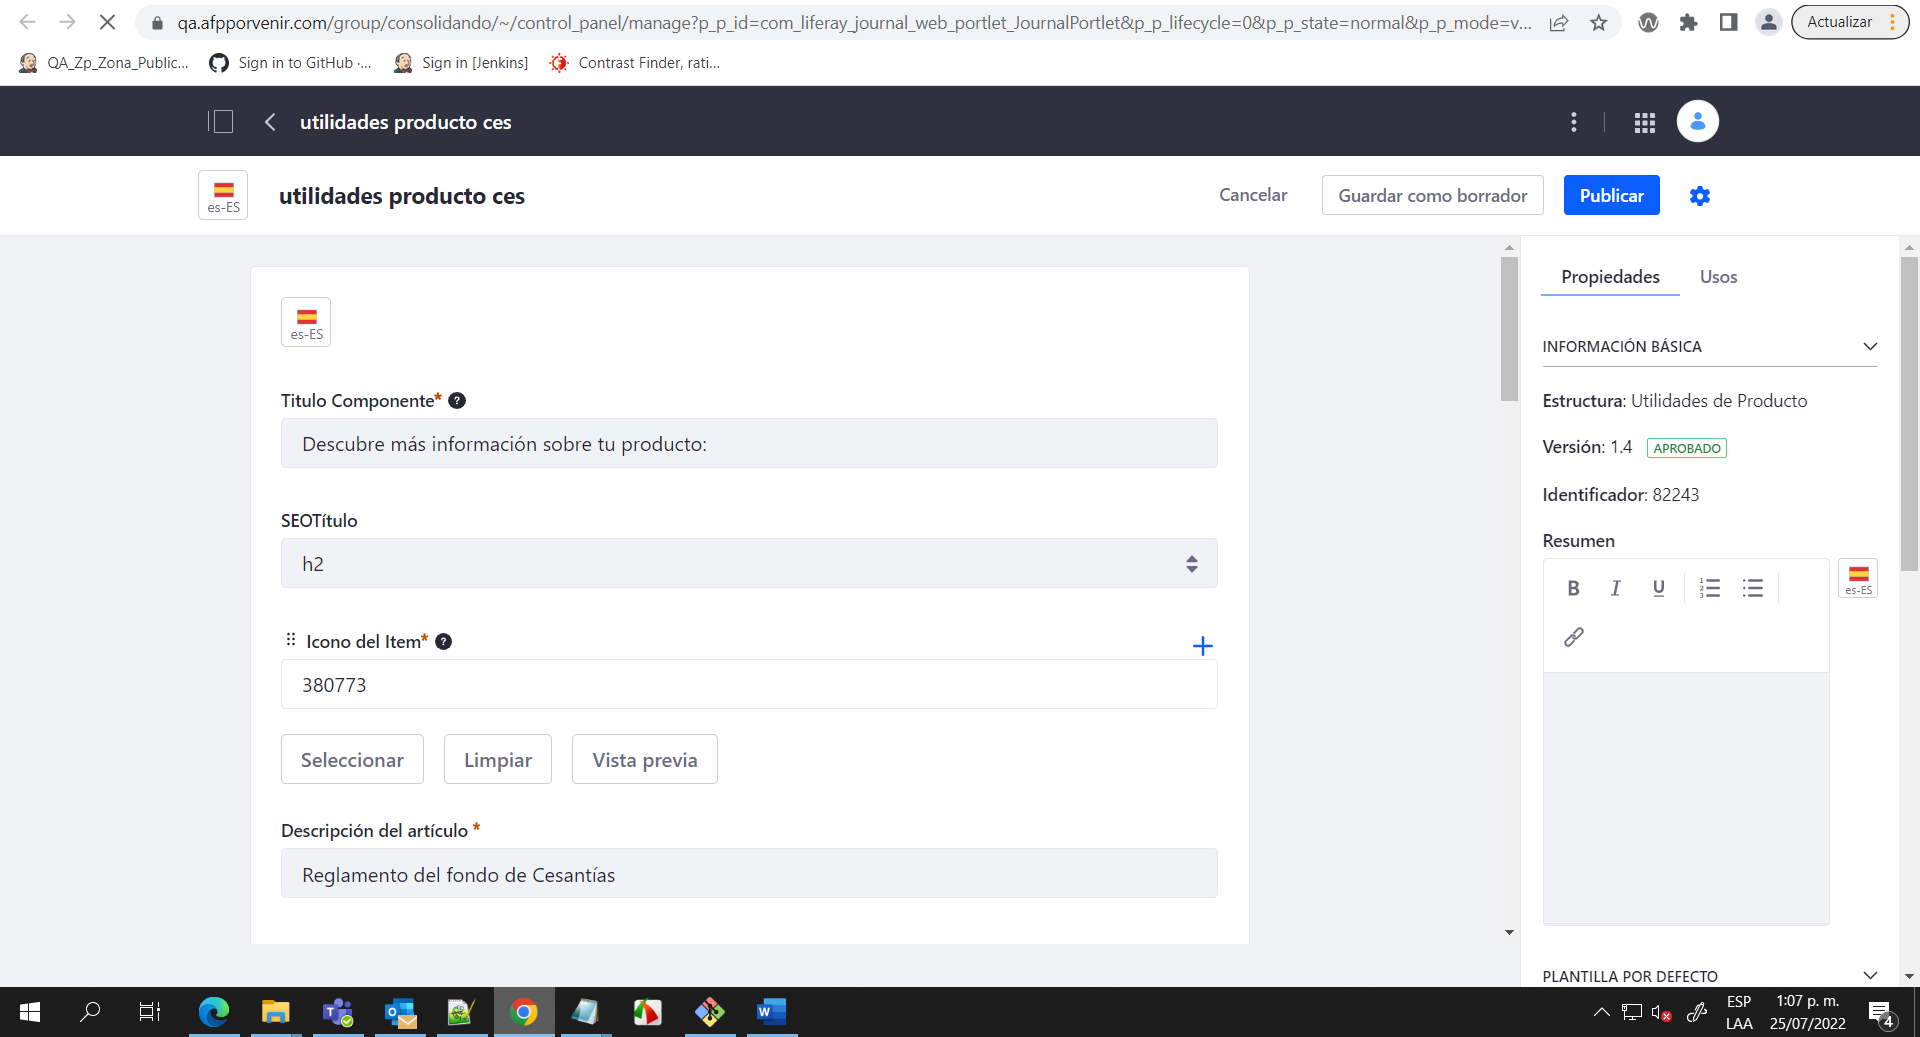 qa.afpporvenir.com/group/consolidando/~/control_panel/manage?p_p_id=com_liferay_journal_web_portlet_JournalPortlet&p_p_lifecycle=0&p_p_state=normal&p_p_mode=v...
Actualizar
QA_Zp_Zona_Public...
Sign in to GitHub ·...
Sign in [Jenkins]
Contrast Finder, rati...
utilidades producto ces
es-ES
utilidades producto ces
Cancelar
Guardar como borrador
Publicar
es-ES
Titulo Componente*
Descubre más información sobre tu producto:
SEOTítulo
h2
Icono del Item*
380773
Seleccionar
Limpiar
Vista previa
Descripción del artículo *
Reglamento del fondo de Cesantías
Propiedades
Usos
INFORMACIÓN BÁSICA
Estructura: Utilidades de Producto
Versión: 1.4 APROBADO
Identificador: 82243
Resumen
B I U
es-ES
PLANTILLA POR DEFECTO
ESP
LAA
1:07 p. m.
25/07/2022
4